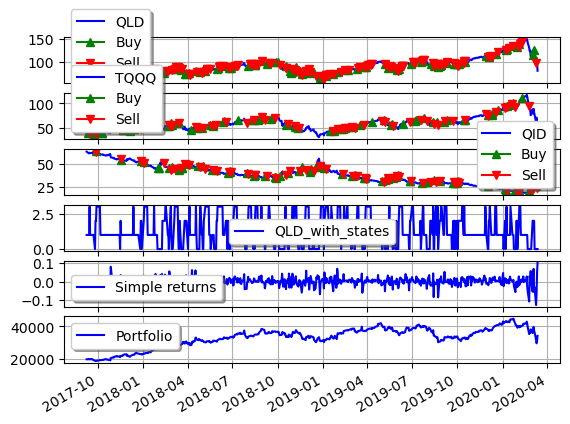 QLD
Buy
Sell
150
100
TQQQ
Buy
Sell
100
50
QID
Buy
Sell
50
25
QLD_with_states
2.5
0.0
Simple returns
0.1
0.0
−0.1
Portfolio
40000
20000
2017-10
2018-01
2018-04
2018-07
2018-10
2019-01
2019-04
2019-07
2019-10
2020-01
2020-04